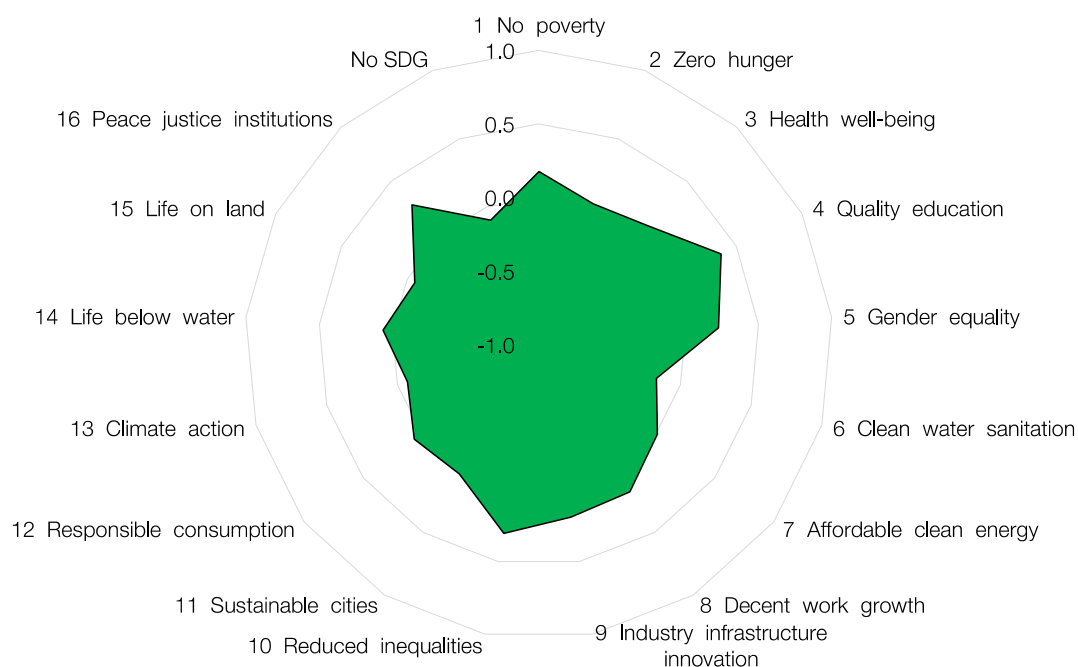 1 No poverty
2 Zero hunger
3 Health well-being
4 Quality education
5 Gender equality
6 Clean water sanitation
7 Affordable clean energy
8 Decent work growth
9 Industry infrastructure
innovation
10 Reduced inequalities
11 Sustainable cities
12 Responsible consumption
13 Climate action
14 Life below water
15 Life on land
16 Peace justice institutions
No SDG
1.0
0.5
0.0
-0.5
-1.0